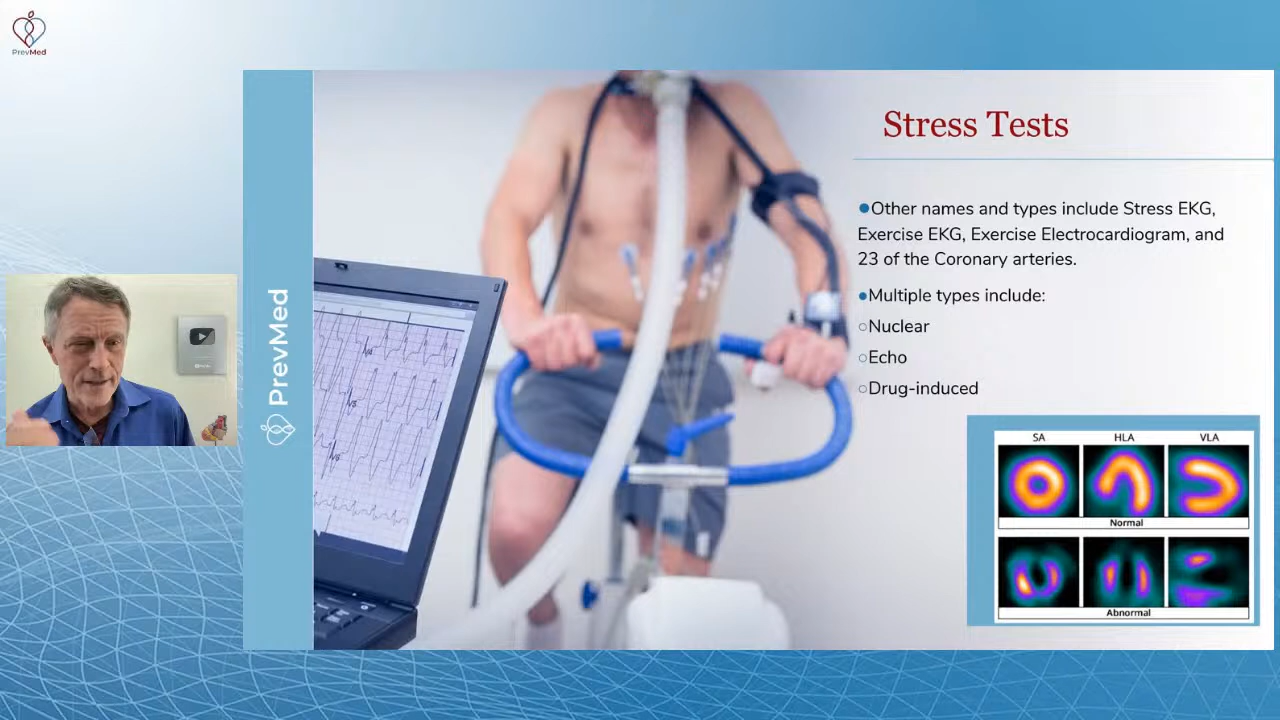 PrevMed
PrevMed
Stress Tests
●Other names and types include Stress EKG,
Exercise EKG, Exercise Electrocardiogram, and
23 of the Coronary arteries.
●Multiple types include:
○Nuclear
○Echo
○Drug-induced
SA HLA VLA
Normal
Abnormal